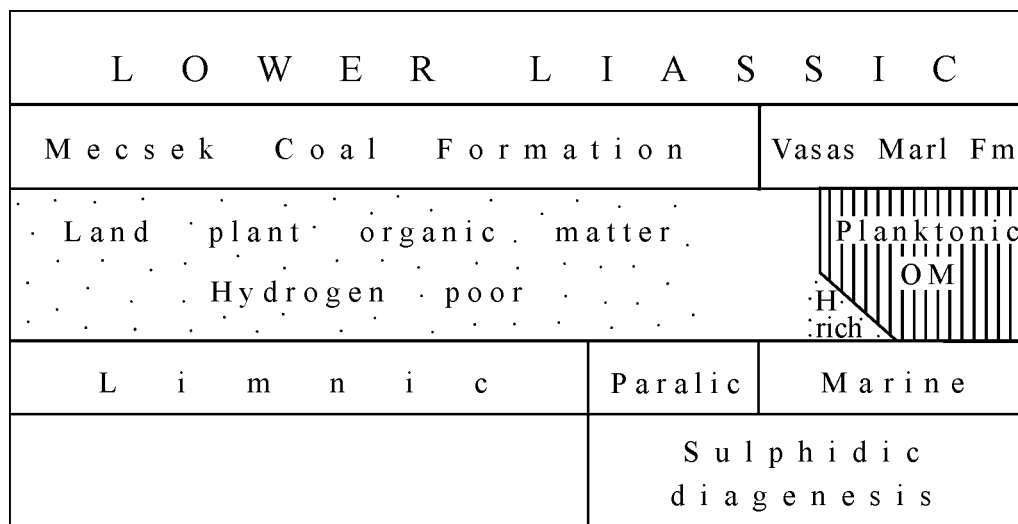 LOWER LIASSIC
Mecsek Coal Formation
Vasas Marl Fm
Land plant organic matter
Hydrogen poor
Planktonic
OM
H
rich
Limnic
Paralic
Marine
Sulphidic
diagenesis